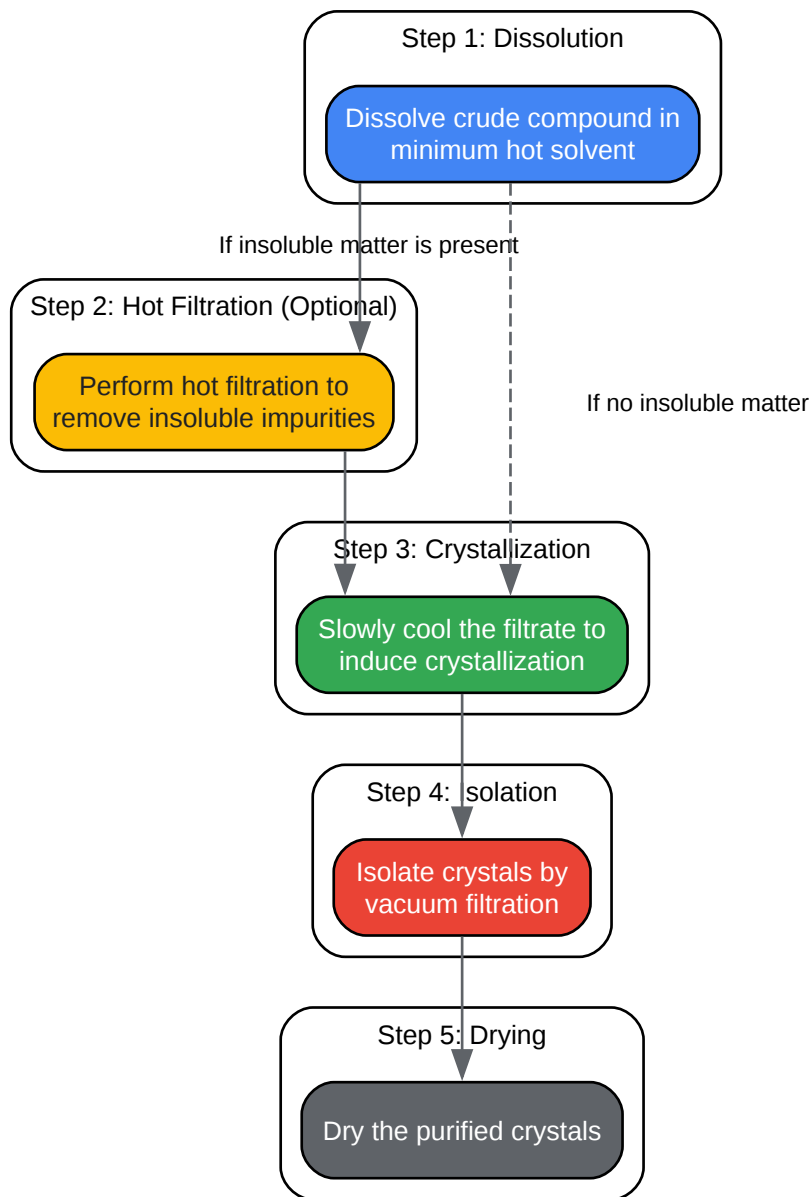 Step 1: Dissolution
Dissolve crude compound in
minimum hot solvent
If insoluble matter is present
Step 2: Hot Filtration (Optional)
Perform hot filtration to
remove insoluble impurities
If no insoluble matter
Step 3: Crystallization
Slowly cool the filtrate to
induce crystallization
Step 4: Isolation
Isolate crystals by
vacuum filtration
Step 5: Drying
Dry the purified crystals